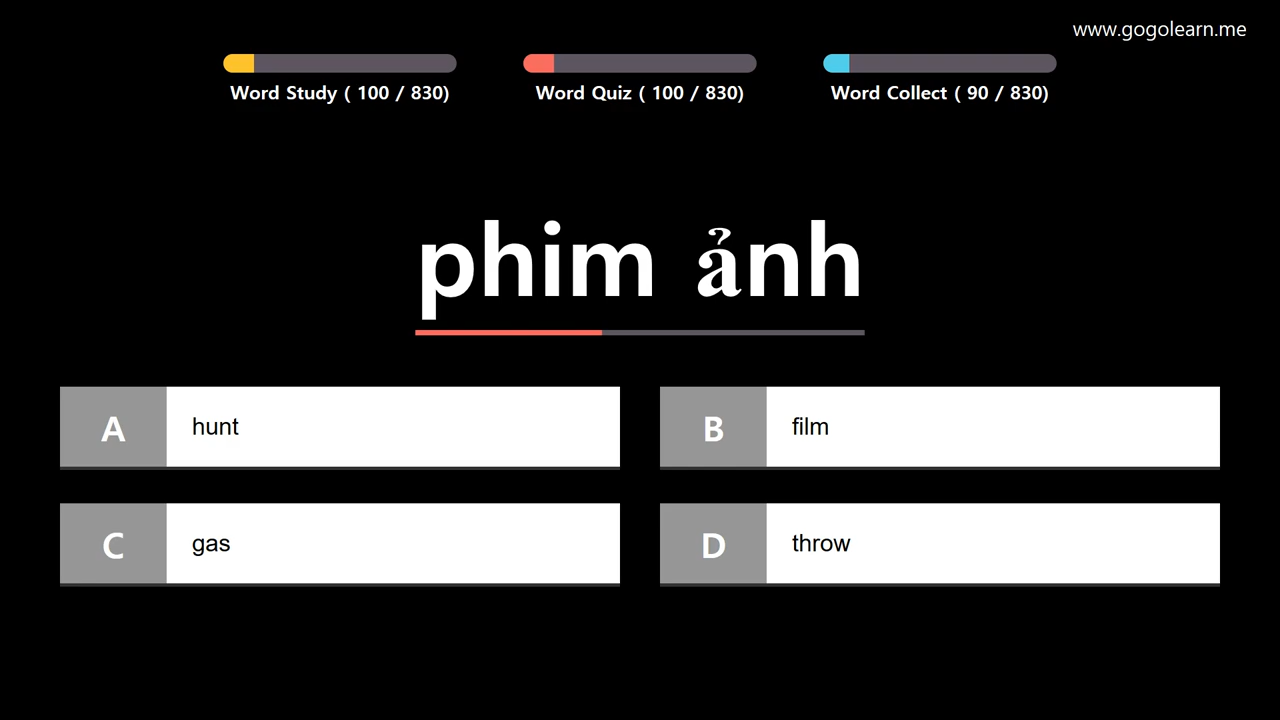 www.gogolearn.me
Word Study ( 100 / 830)
Word Quiz ( 100 / 830)
Word Collect ( 90 / 830)
phim ảnh
A hunt
B film
C gas
D throw